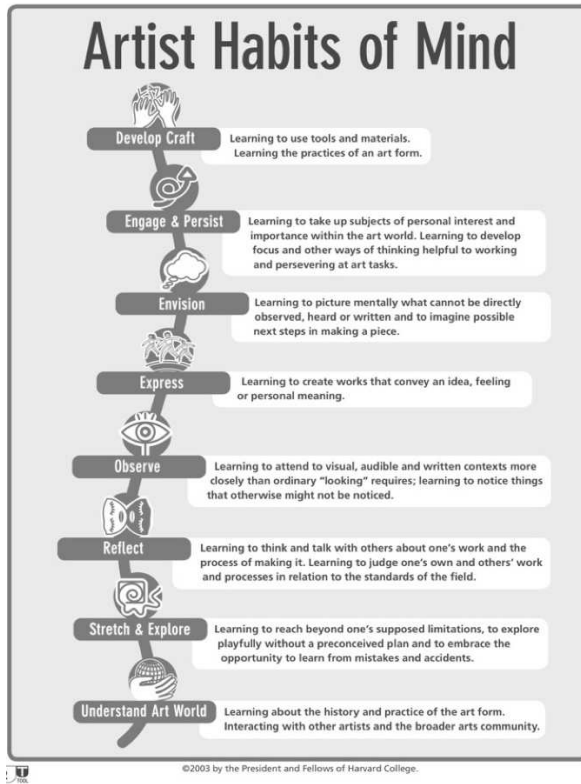 Artist Habits of Mind
Develop Craft
Learning to use tools and materials.
Learning the practices of an art form.
Engage & Persist
Learning to take up subjects of personal interest and
importance within the art world. Learning to develop
focus and other ways of thinking helpful to working
and persevering at art tasks.
Envision
Learning to picture mentally what cannot be directly
observed, heard or written and to imagine possible
next steps in making a piece.
Express
Learning to create works that convey an idea, feeling
or personal meaning.
Observe
Learning to attend to visual, audible and written contexts more
closely than ordinary “looking” requires; learning to notice things
that otherwise might not be noticed.
Reflect
Learning to think and talk with others about one’s work and the
process of making it. Learning to judge one’s own and others’ work
and processes in relation to the standards of the field.
Stretch & Explore
Learning to reach beyond one’s supposed limitations, to explore
playfully without a preconceived plan and to embrace the
opportunity to learn from mistakes and accidents.
Understand Art World
Learning about the history and practice of the art form.
Interacting with other artists and the broader arts community.
T
TOOL
©2003 by the President and Fellows of Harvard College.